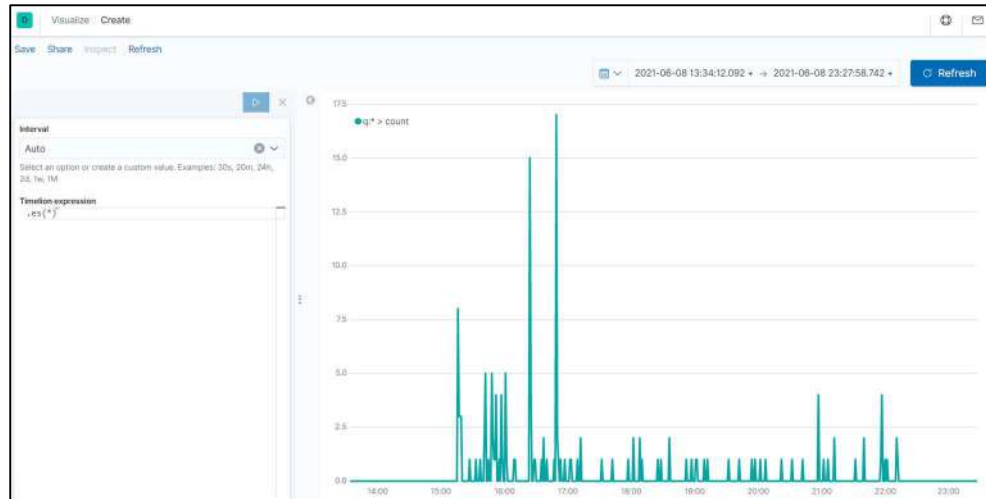 D Visualize Create
Save Share Inspect Refresh
2021-06-08 13:34:12.092 + → 2021-06-08 23:27:58.742 + Refresh
Interval
Auto
Select an option or create a custom value. Examples: 30s, 20m, 24h,
2d, 1w, 1M
Timelion expression
.es(*)
q:* > count
17.5
15.0
12.5
10.0
7.5
5.0
2.5
0.0
14:00 15:00 16:00 17:00 18:00 19:00 20:00 21:00 22:00 23:00